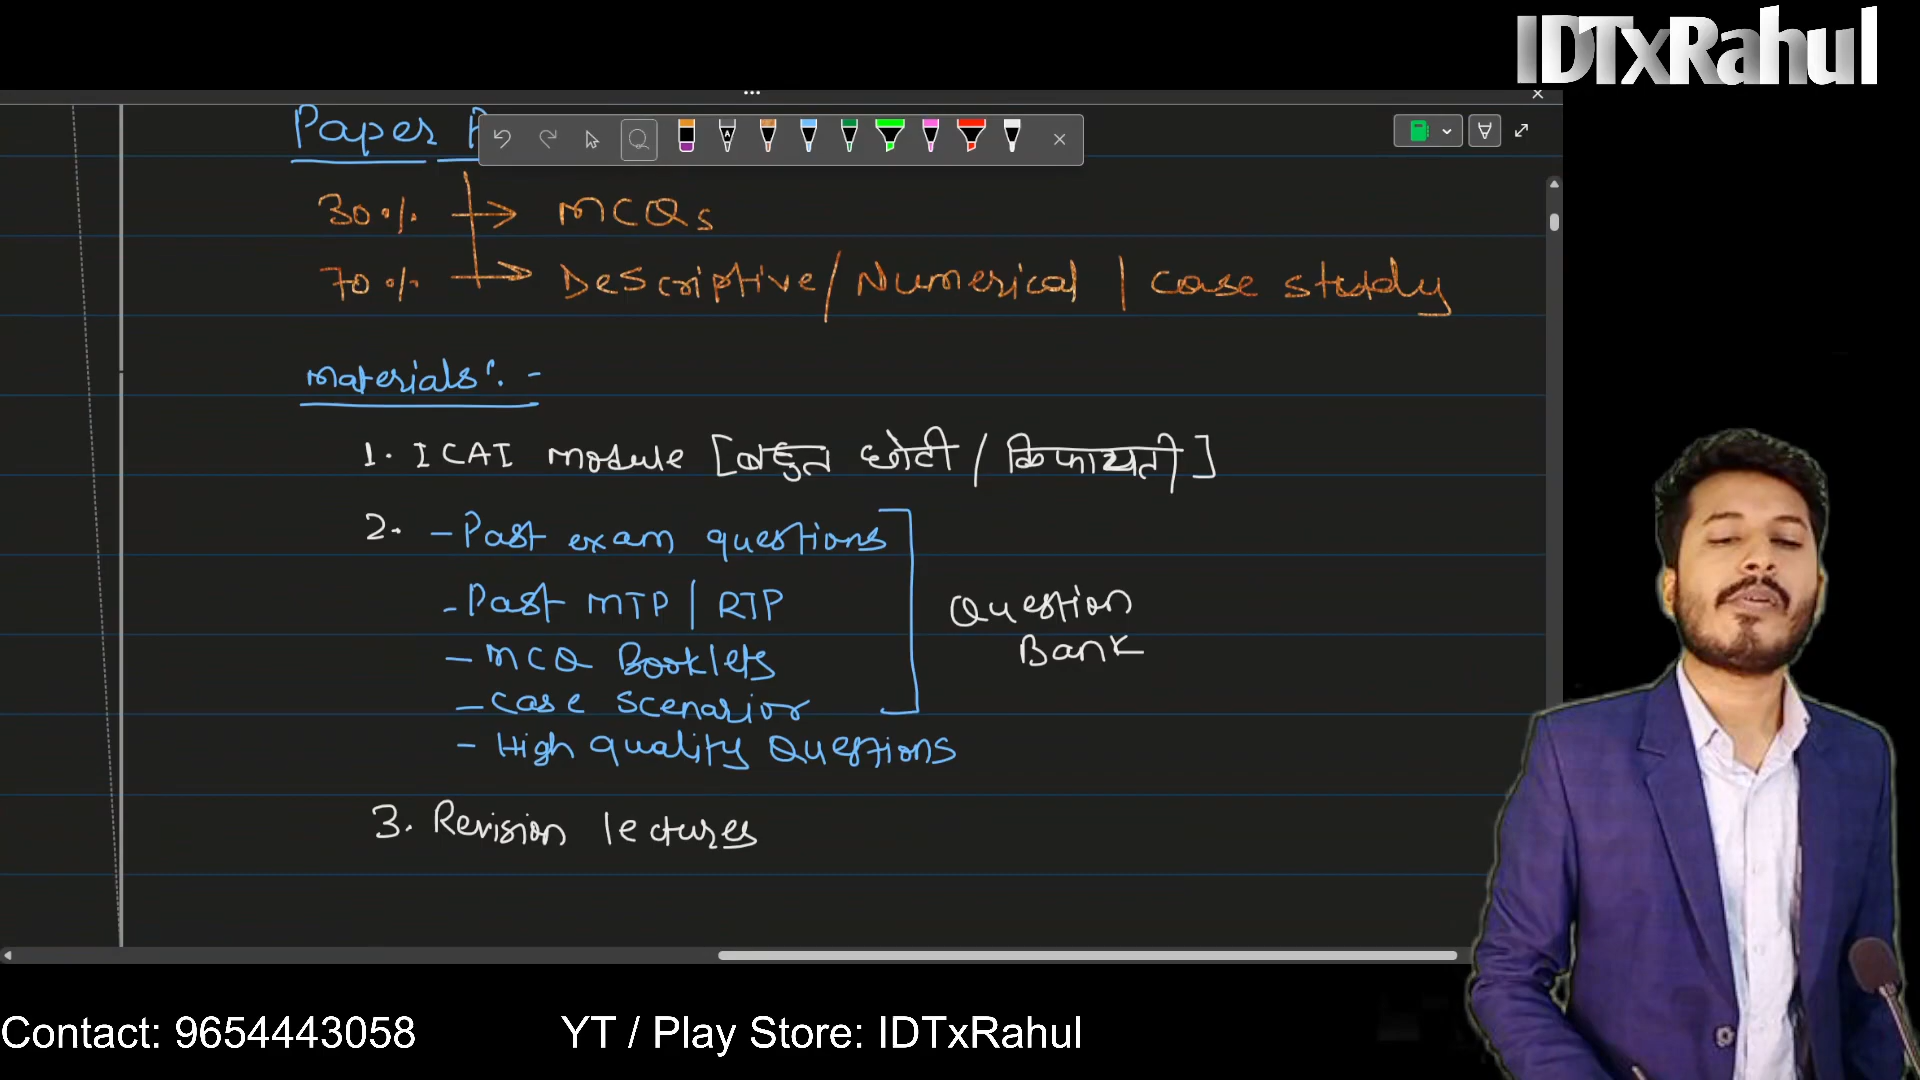 IDTxRahul
Paper
30% → MCQs
70% → Descriptive / Numerical | Case study
Materials :-
1. ICAI Module [बहुत छोटी / किफायती]
2. - Past exam questions
- Past MTP | RTP
- MCQ Booklets
- Case Scenarior
- High quality Questions
Question
Bank
3. Revision lectures
Contact: 9654443058 YT / Play Store: IDTxRahul